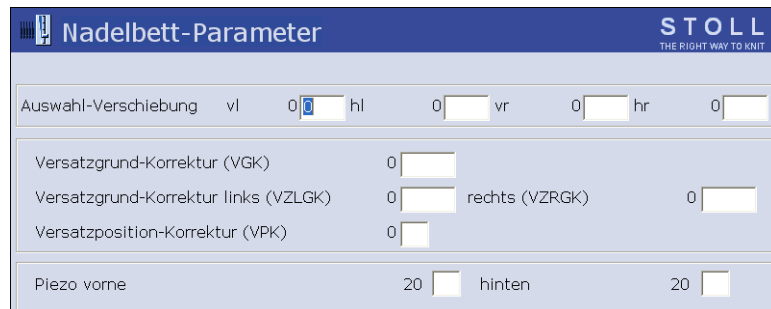 Nadelbett-Parameter
STOLL
THE RIGHT WAY TO KNIT
Auswahl-Verschiebung vl 0 0 hl 0 vr 0 hr 0
Versatzgrund-Korrektur (VGK) 0
Versatzgrund-Korrektur links (VZLGK) 0 rechts (VZRGK) 0
Versatzposition-Korrektur (VPK) 0
Piezo vorne 20 hinten 20